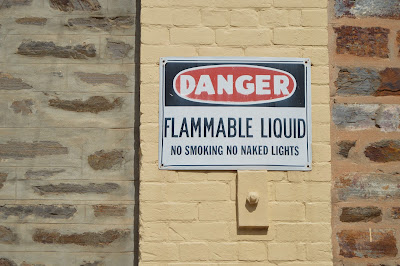 DANGER
FLAMMABLE LIQUID
NO SMOKING NO NAKED LIGHTS